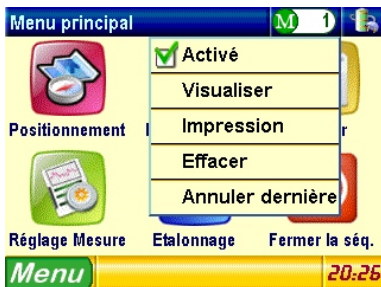 Menu principal M 1
Activé
Visualiser
Impression
Effacer
Annuler dernière
Positionnement
Réglage Mesure Etalonnage Fermer la séq.
Menu 20:26